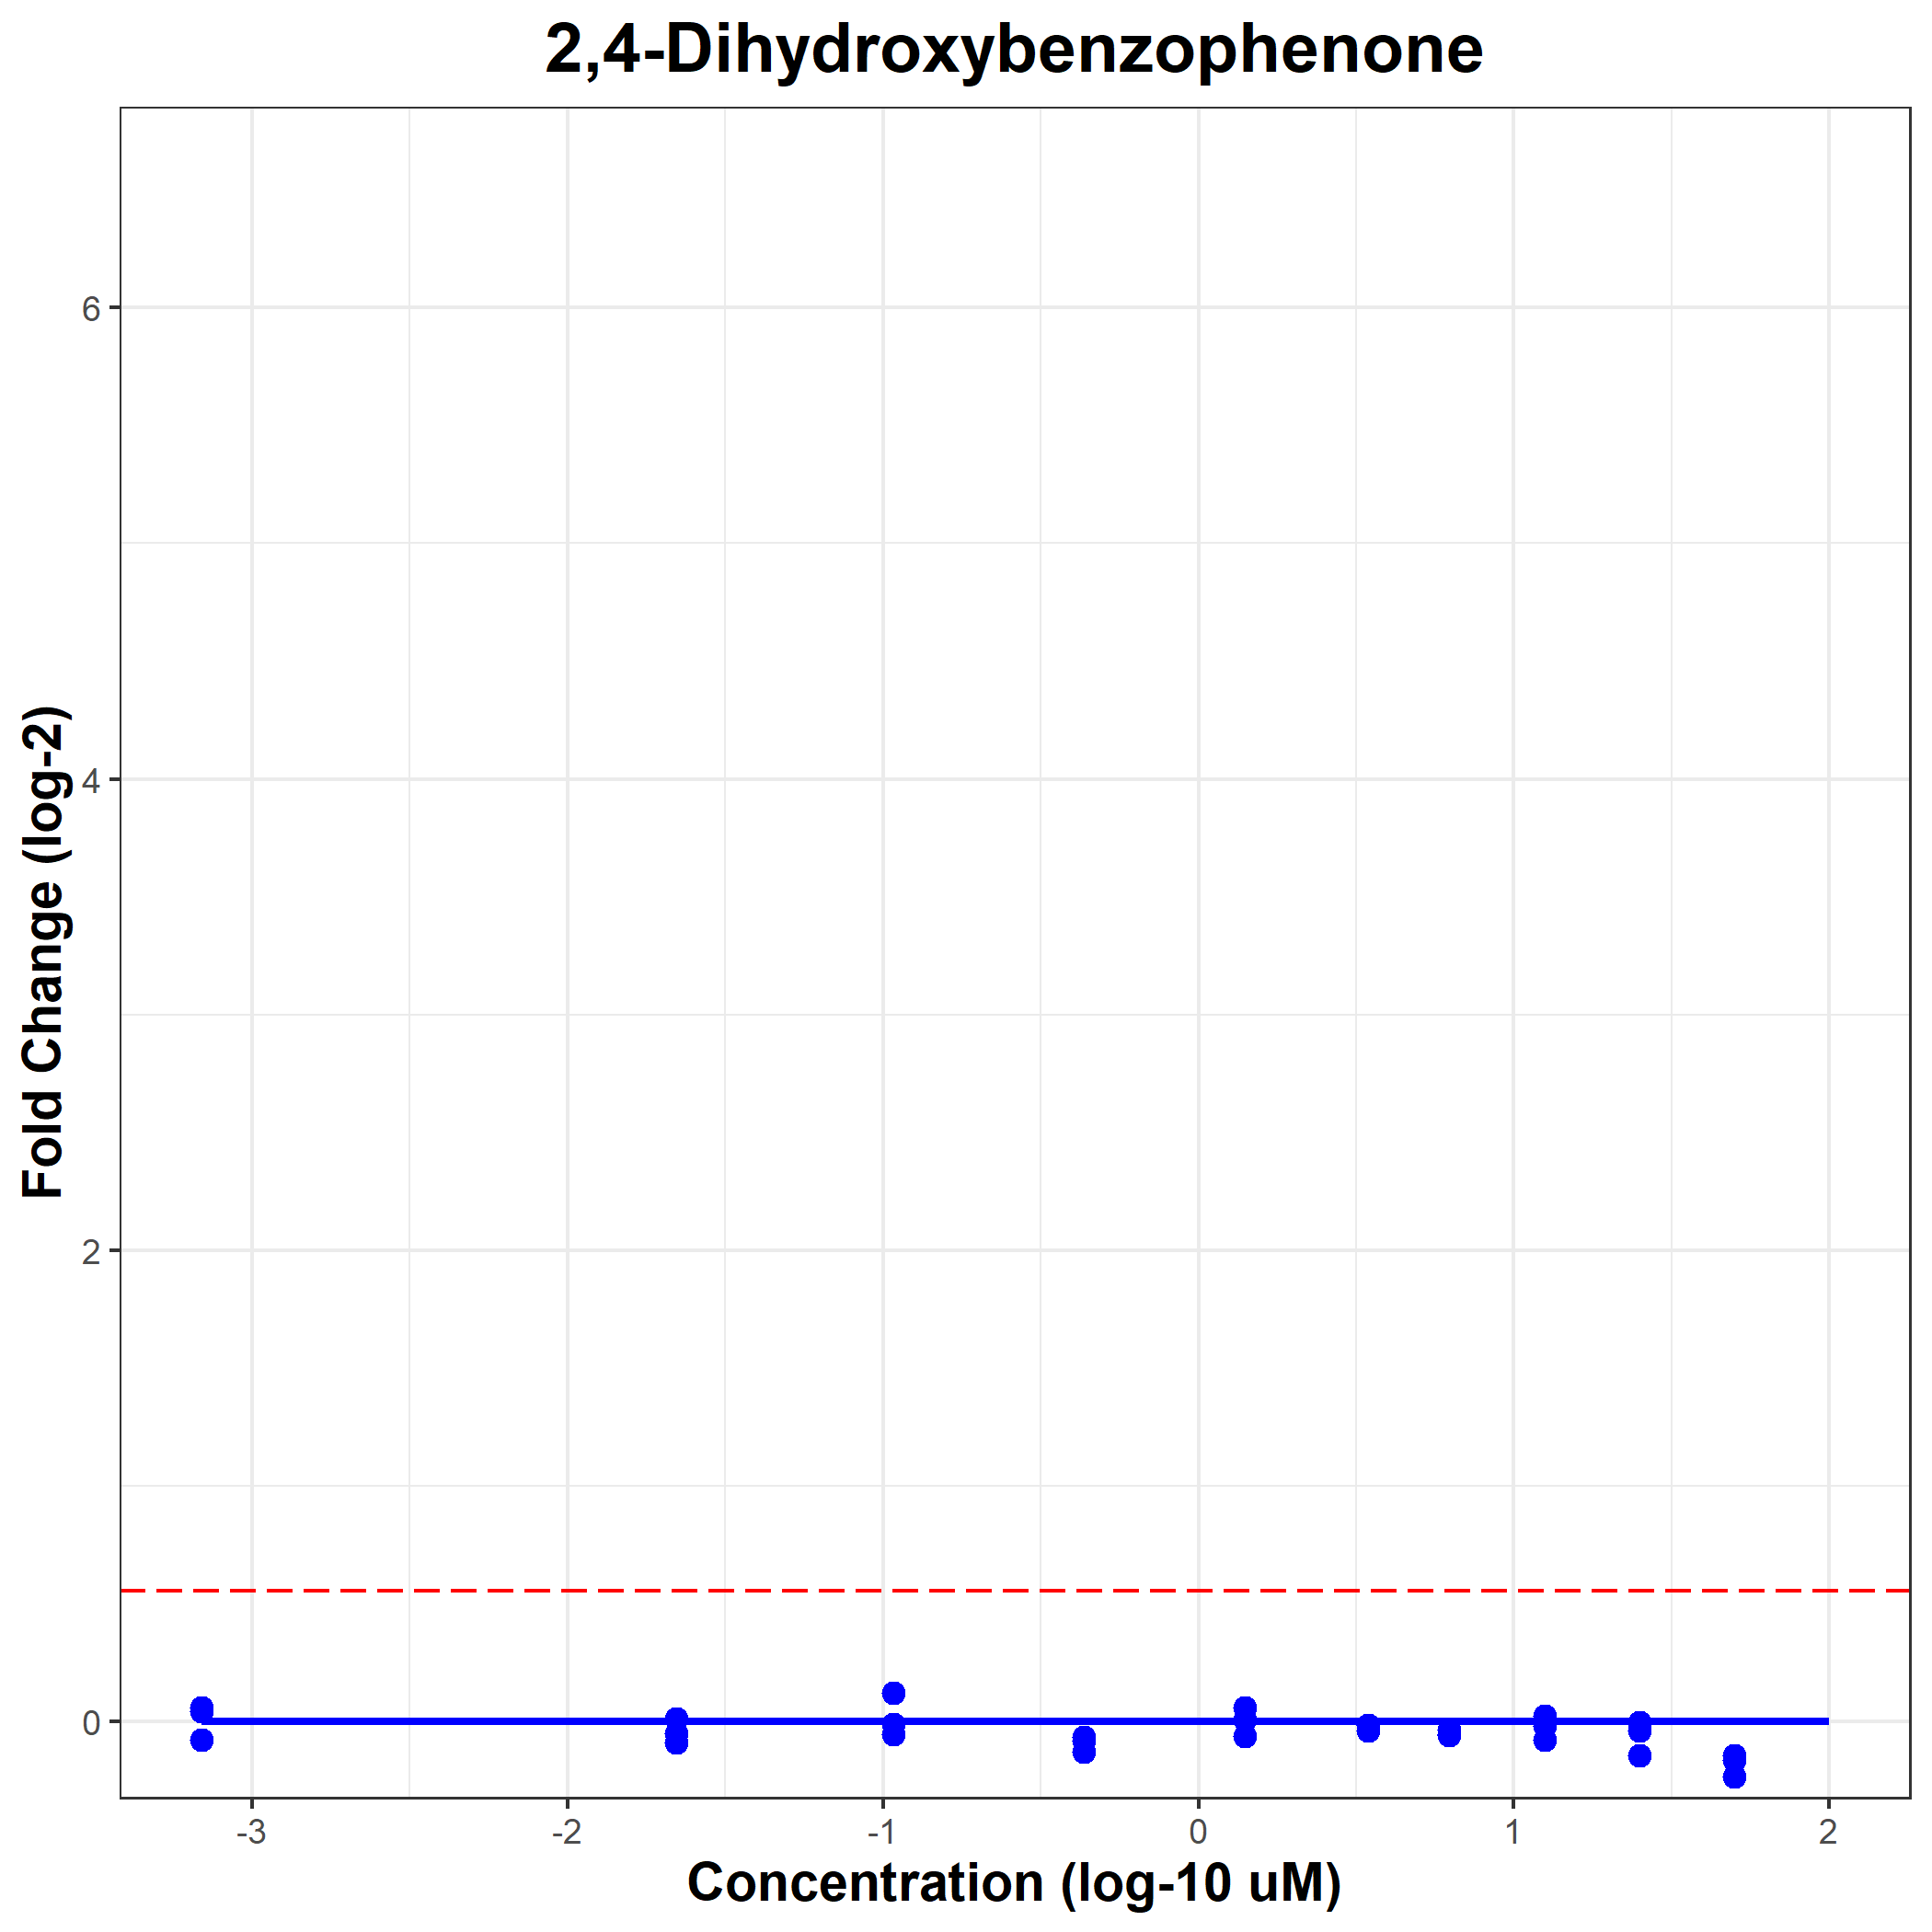 2,4-Dihydroxybenzophenone
Fold Change (log-2)
6
4
2
0
-3 -2 -1 0 1 2
Concentration (log-10 uM)